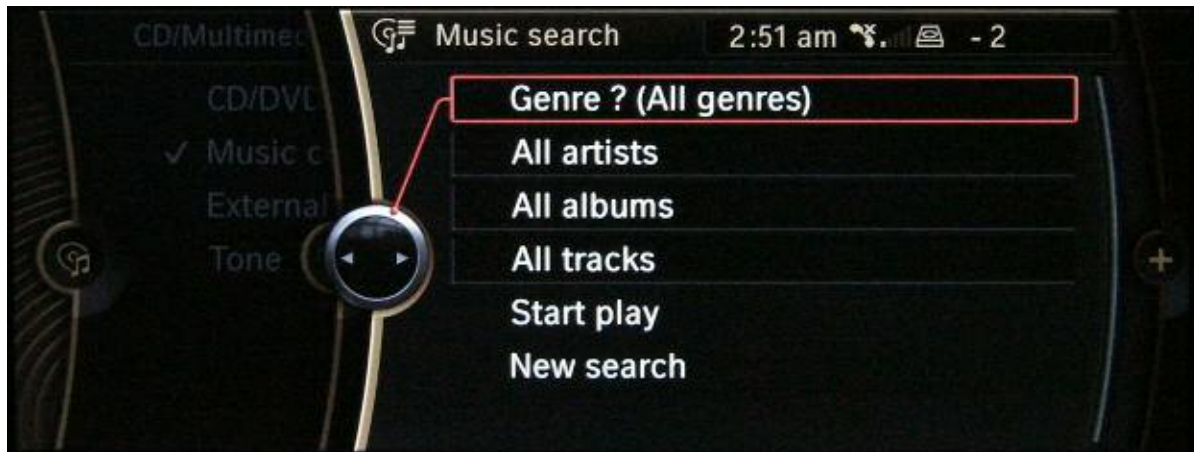 CD/Multimec
Music search 2:51 am - 2
CD/DVD
Music c
External
Tone
Genre ? (All genres)
All artists
All albums
All tracks
Start play
New search